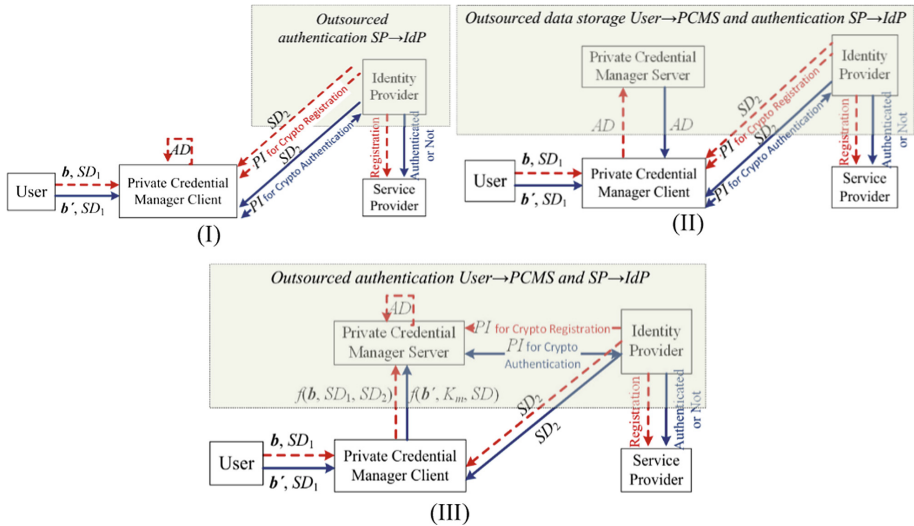 Outsourced
authentication SP→IdP
Identity
Provider
SD2
PI for Crypto Registration
SD2
PI for Crypto Authentication
Registration
Authenticated
or Not
AD
User
b, SD1
b′, SD1
Private Credential
Manager Client
Service
Provider
(I)
Outsourced data storage User→PCMS and authentication SP→IdP
Private Credential
Manager Server
Identity
Provider
AD
AD
SD2
PI for Crypto Registration
SD2
PI for Crypto Authentication
Registration
Authenticated
or Not
User
b, SD1
b′, SD1
Private Credential
Manager Client
Service
Provider
(II)
Outsourced authentication User→PCMS and SP→IdP
AD
Private Credential
Manager Server
PI for Crypto Registration
PI for Crypto
Authentication
Identity
Provider
f(b, SD1, SD2)
f(b′, Km, SD)
SD2
SD2
Registration
Authenticated
or Not
User
b, SD1
b′, SD1
Private Credential
Manager Client
Service
Provider
(III)